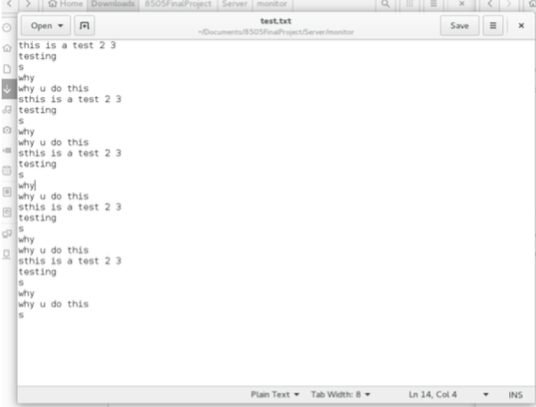 Home Downloads 8505FinalProject Server monitor
Open
test.txt
~/Documents/8505FinalProject/Server/monitor
Save
this is a test 2 3
testing
s
why
why u do this
sthis is a test 2 3
testing
s
why
why u do this
sthis is a test 2 3
testing
s
why
why u do this
sthis is a test 2 3
testing
s
why
why u do this
sthis is a test 2 3
testing
s
why
why u do this
s
Plain Text Tab Width: 8 Ln 14, Col 4 INS